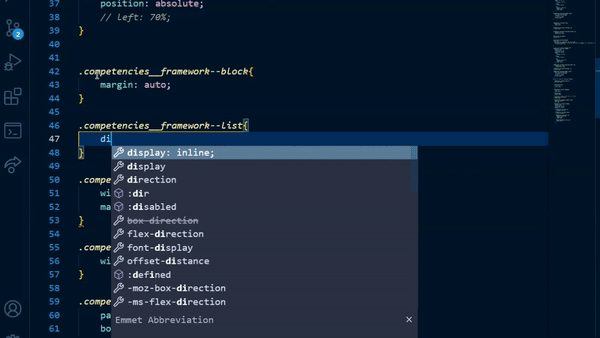 37 position: absolute;
38 // Left: 70%;
39 }
40
41
42 .competencies__framework--block{
43 margin: auto;
44 }
45
46 .competencies__framework--list{
47 di
48 }
49
50 .compe
51 wi
52 ma
53 }
54
55 .compe
56 wi
57 }
58
59 .compe
60 pa
61 bo
display: inline;
display
direction
:dir
:disabled
box-direction
flex-direction
font-display
offset-distance
:defined
-moz-box-direction
-ms-flex-direction
Emmet Abbreviation
2